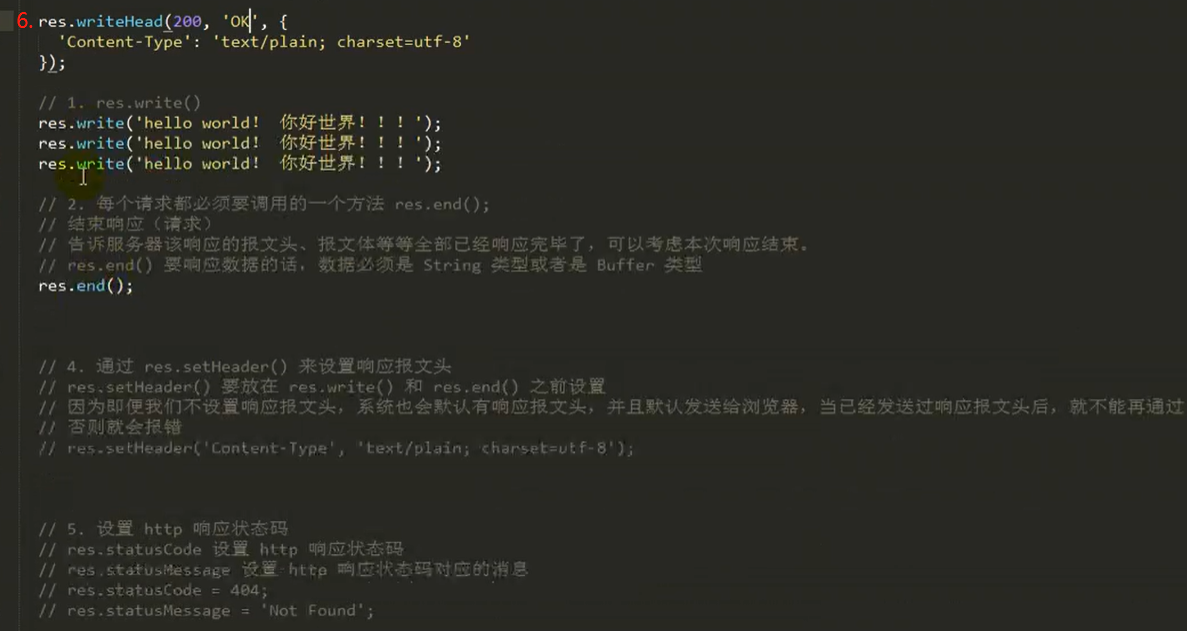 6. res.writeHead(200, 'OK', {
'Content-Type': 'text/plain; charset=utf-8'
});
// 1. res.write()
res.write('hello world! 你好世界!!!');
res.write('hello world! 你好世界!!!');
res.write('hello world! 你好世界!!!');
// 2. 每个请求都必须要调用的一个方法 res.end();
// 结束响应（请求）
// 告诉服务器该响应的报文头、报文体等等全部已经响应完毕了，可以考虑本次响应结束。
// res.end() 要响应数据的话，数据必须是 String 类型或者是 Buffer 类型
res.end();
// 4. 通过 res.setHeader() 来设置响应报文头
// res.setHeader() 要放在 res.write() 和 res.end() 之前设置
// 因为即便我们不设置响应报文头，系统也会默认有响应报文头，并且默认发送给浏览器，当已经发送过响应报文头后，就不能再通过
// 否则就会报错
// res.setHeader('Content-Type', 'text/plain; charset=utf-8');
// 5. 设置 http 响应状态码
// res.statusCode 设置 http 响应状态码
// res.statusMessage 设置 http 响应状态码对应的消息
// res.statusCode = 404;
// res.statusMessage = 'Not Found';